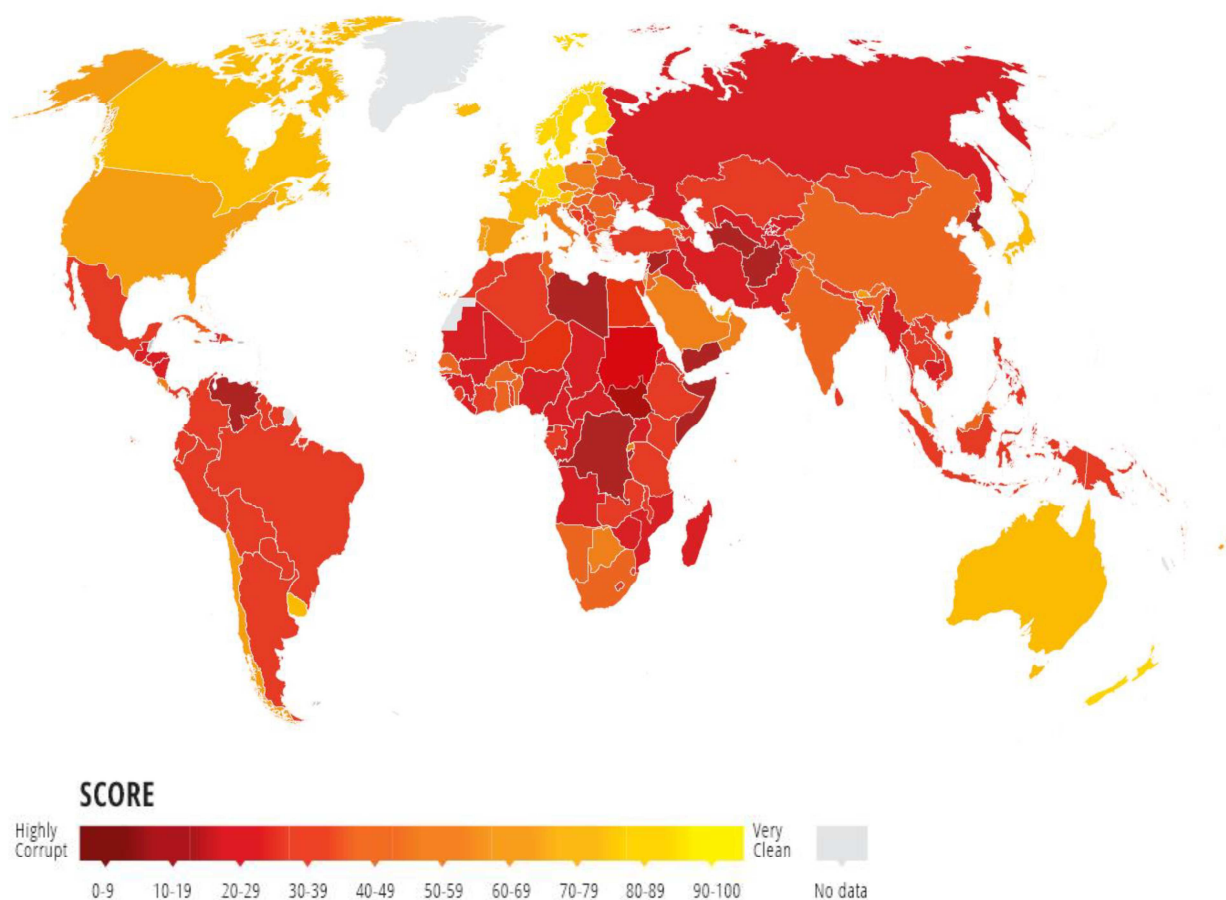 SCORE
Highly
Corrupt
Very
Clean
0-9
10-19
20-29
30-39
40-49
50-59
60-69
70-79
80-89
90-100
No data